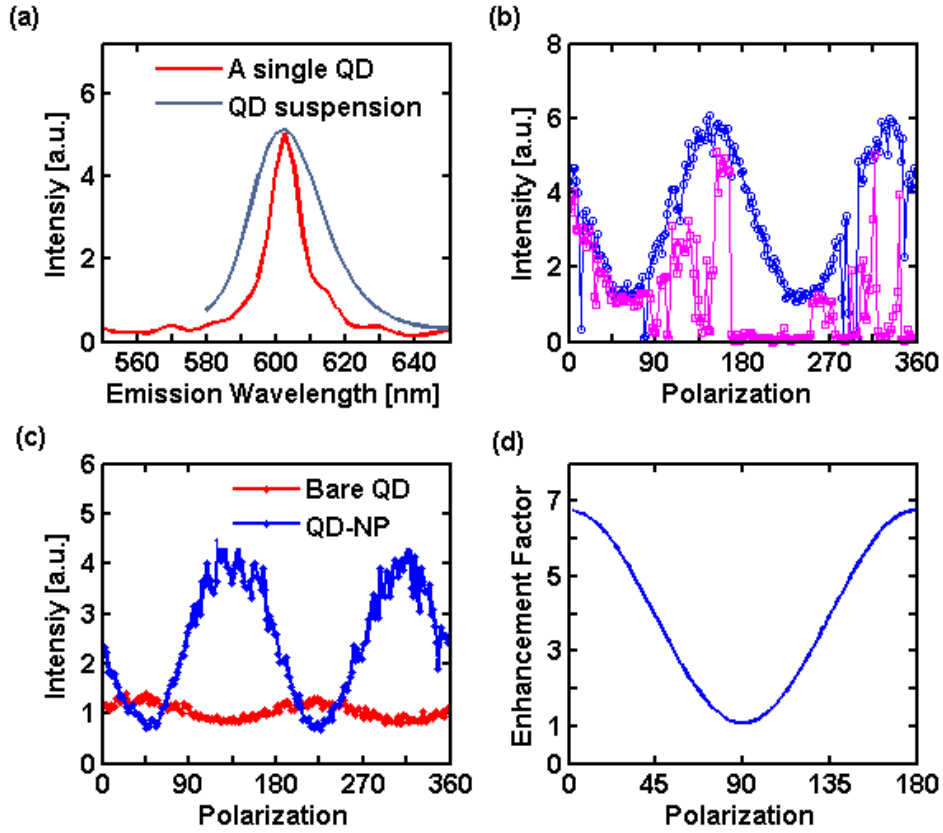 (a)
Intensiy [a.u.]
6
4
2
0
A single QD
QD suspension
560 580 600 620 640
Emission Wavelength [nm]
(b)
Intensity [a.u.]
8
6
4
2
0
0 90 180 270 360
Polarization
(c)
Intensiy [a.u.]
6
5
4
3
2
1
0
Bare QD
QD-NP
0 90 180 270 360
Polarization
(d)
Enhancement Factor
7
5
3
1
0
0 45 90 135 180
Polarization